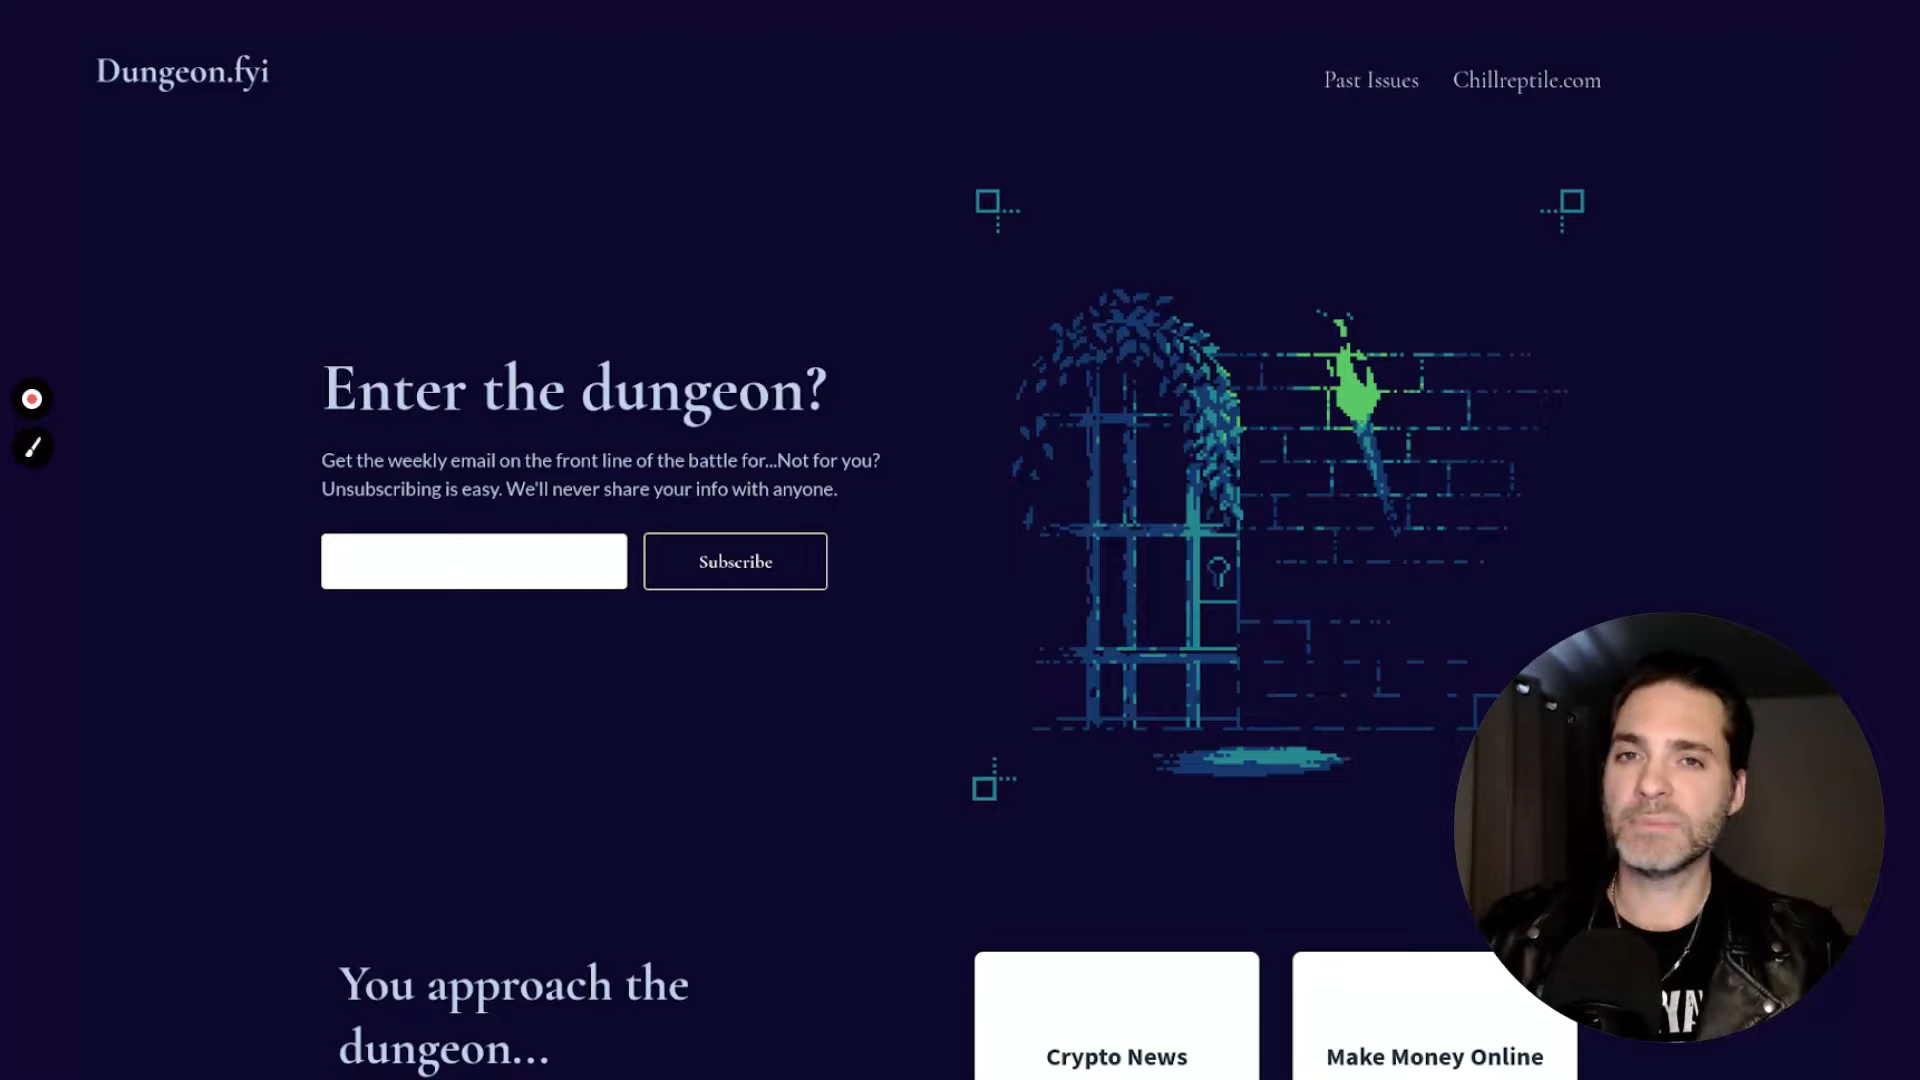 Dungeon.fyi
Past Issues
Chillreptile.com
Enter the dungeon?
Get the weekly email on the front line of the battle for...Not for you?
Unsubscribing is easy. We'll never share your info with anyone.
Subscribe
You approach the
dungeon...
Crypto News
Make Money Online